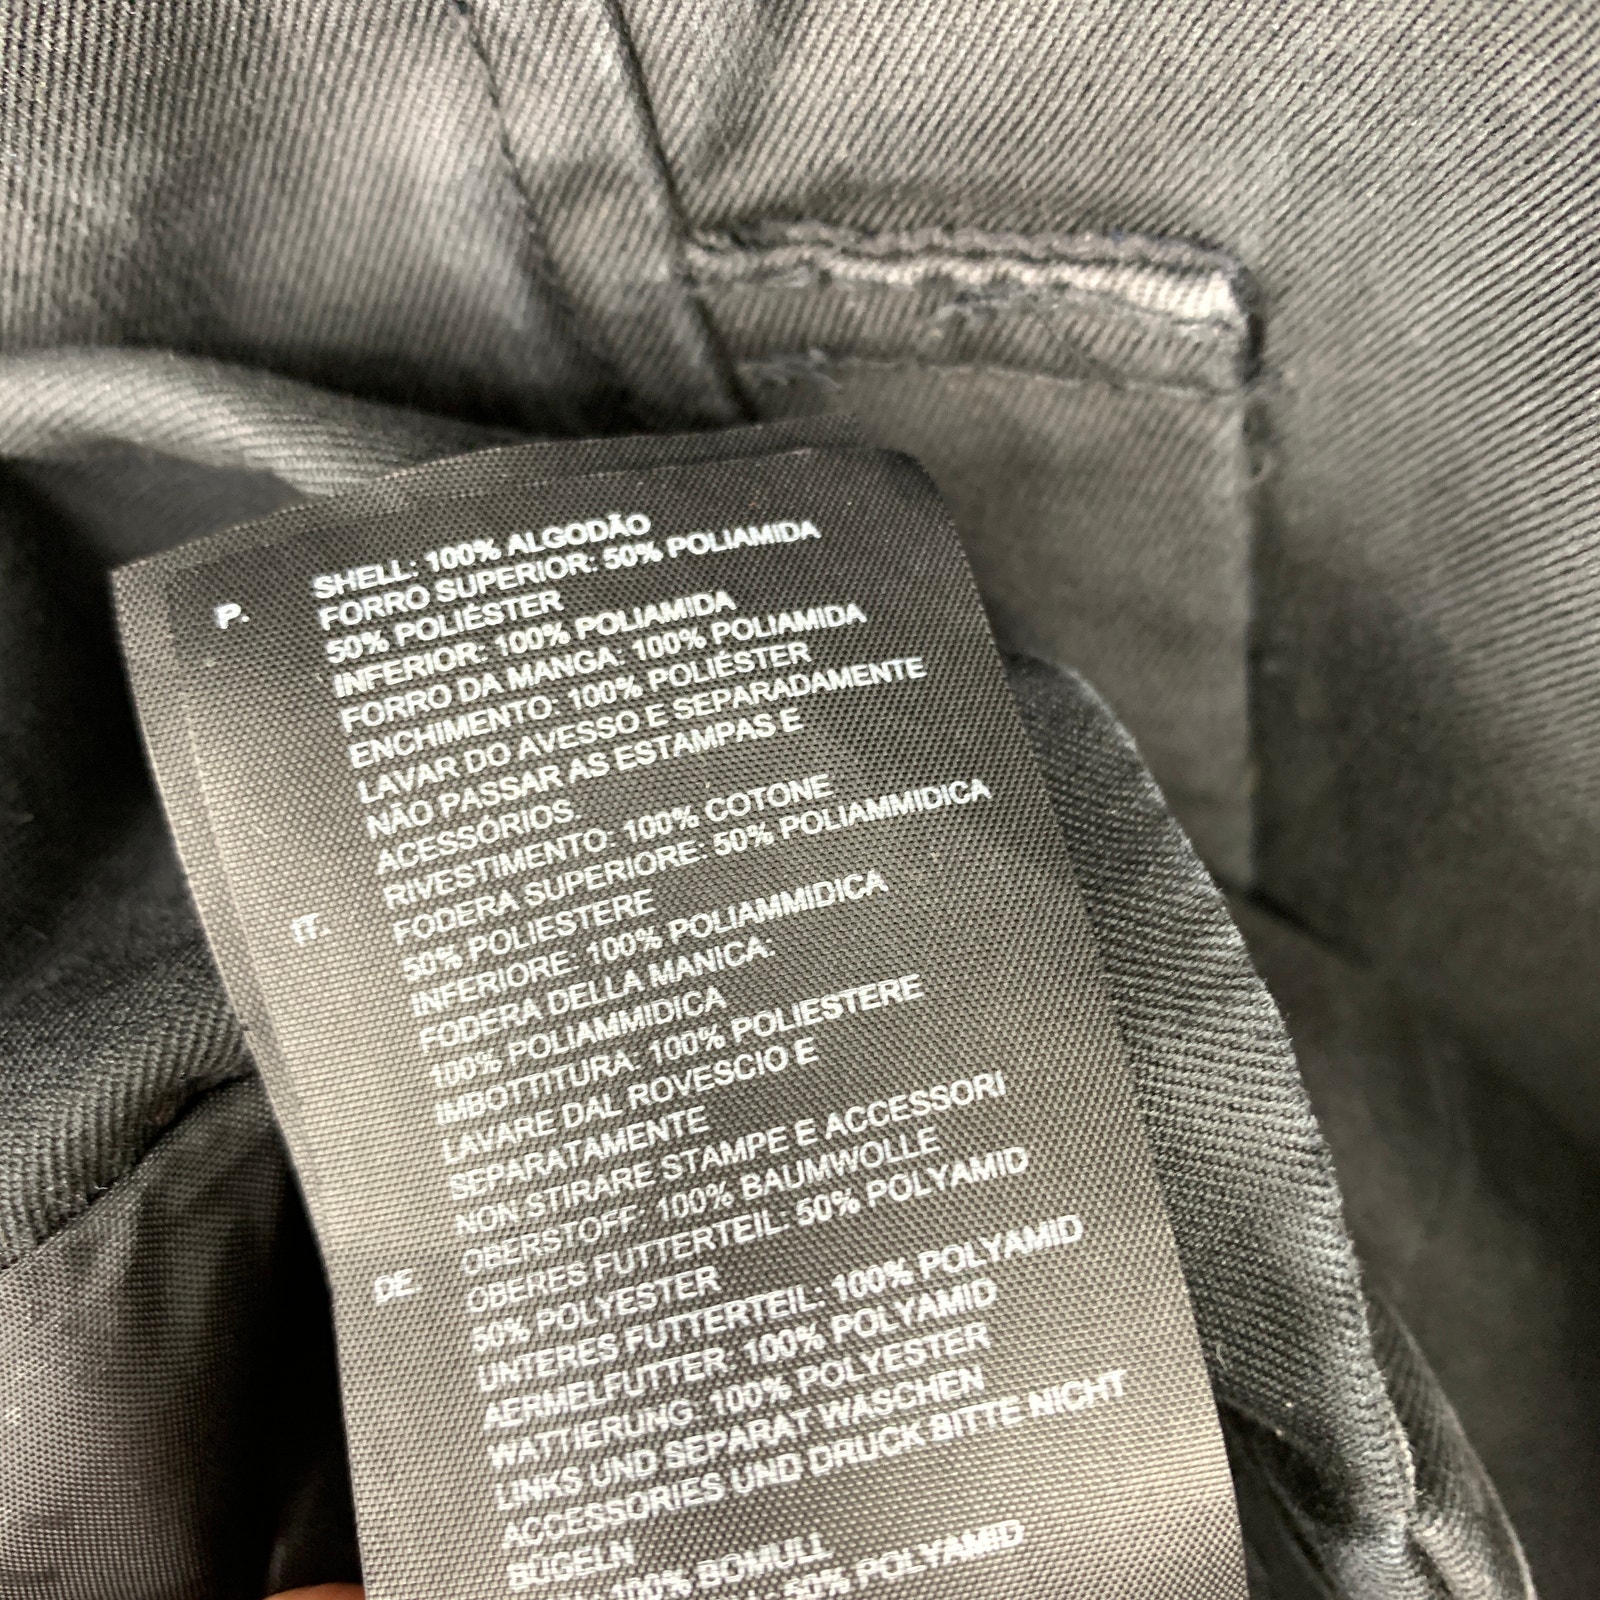 P. SHELL: 100% ALGODÃO
FORRO SUPERIOR: 50% POLIAMIDA
50% POLIÉSTER
INFERIOR: 100% POLIAMIDA
FORRO DA MANGA: 100% POLIAMIDA
ENCHIMENTO: 100% POLIÉSTER
LAVAR DO AVESSO E SEPARADAMENTE
NÃO PASSAR AS ESTAMPAS E
ACESSÓRIOS.
IT. RIVESTIMENTO: 100% COTONE
FODERA SUPERIORE: 50% POLIAMMIDICA
50% POLIESTERE
INFERIORE: 100% POLIAMMIDICA
FODERA DELLA MANICA:
100% POLIAMMIDICA
IMBOTTITURA: 100% POLIESTERE
LAVARE DAL ROVESCIO E
SEPARATAMENTE
NON STIRARE STAMPE E ACCESSORI
DE OBERSTOFF: 100% BAUMWOLLE
OBERES FUTTERTEIL: 50% POLYAMID
50% POLYESTER
UNTERES FUTTERTEIL: 100% POLYAMID
AERMELFUTTER: 100% POLYAMID
WATTIERUNG: 100% POLYESTER
LINKS UND SEPARAT WASCHEN
ACCESSORIES UND DRUCK BITTE NICHT
BÜGELN
100% BOMULL
50% POLYAMID